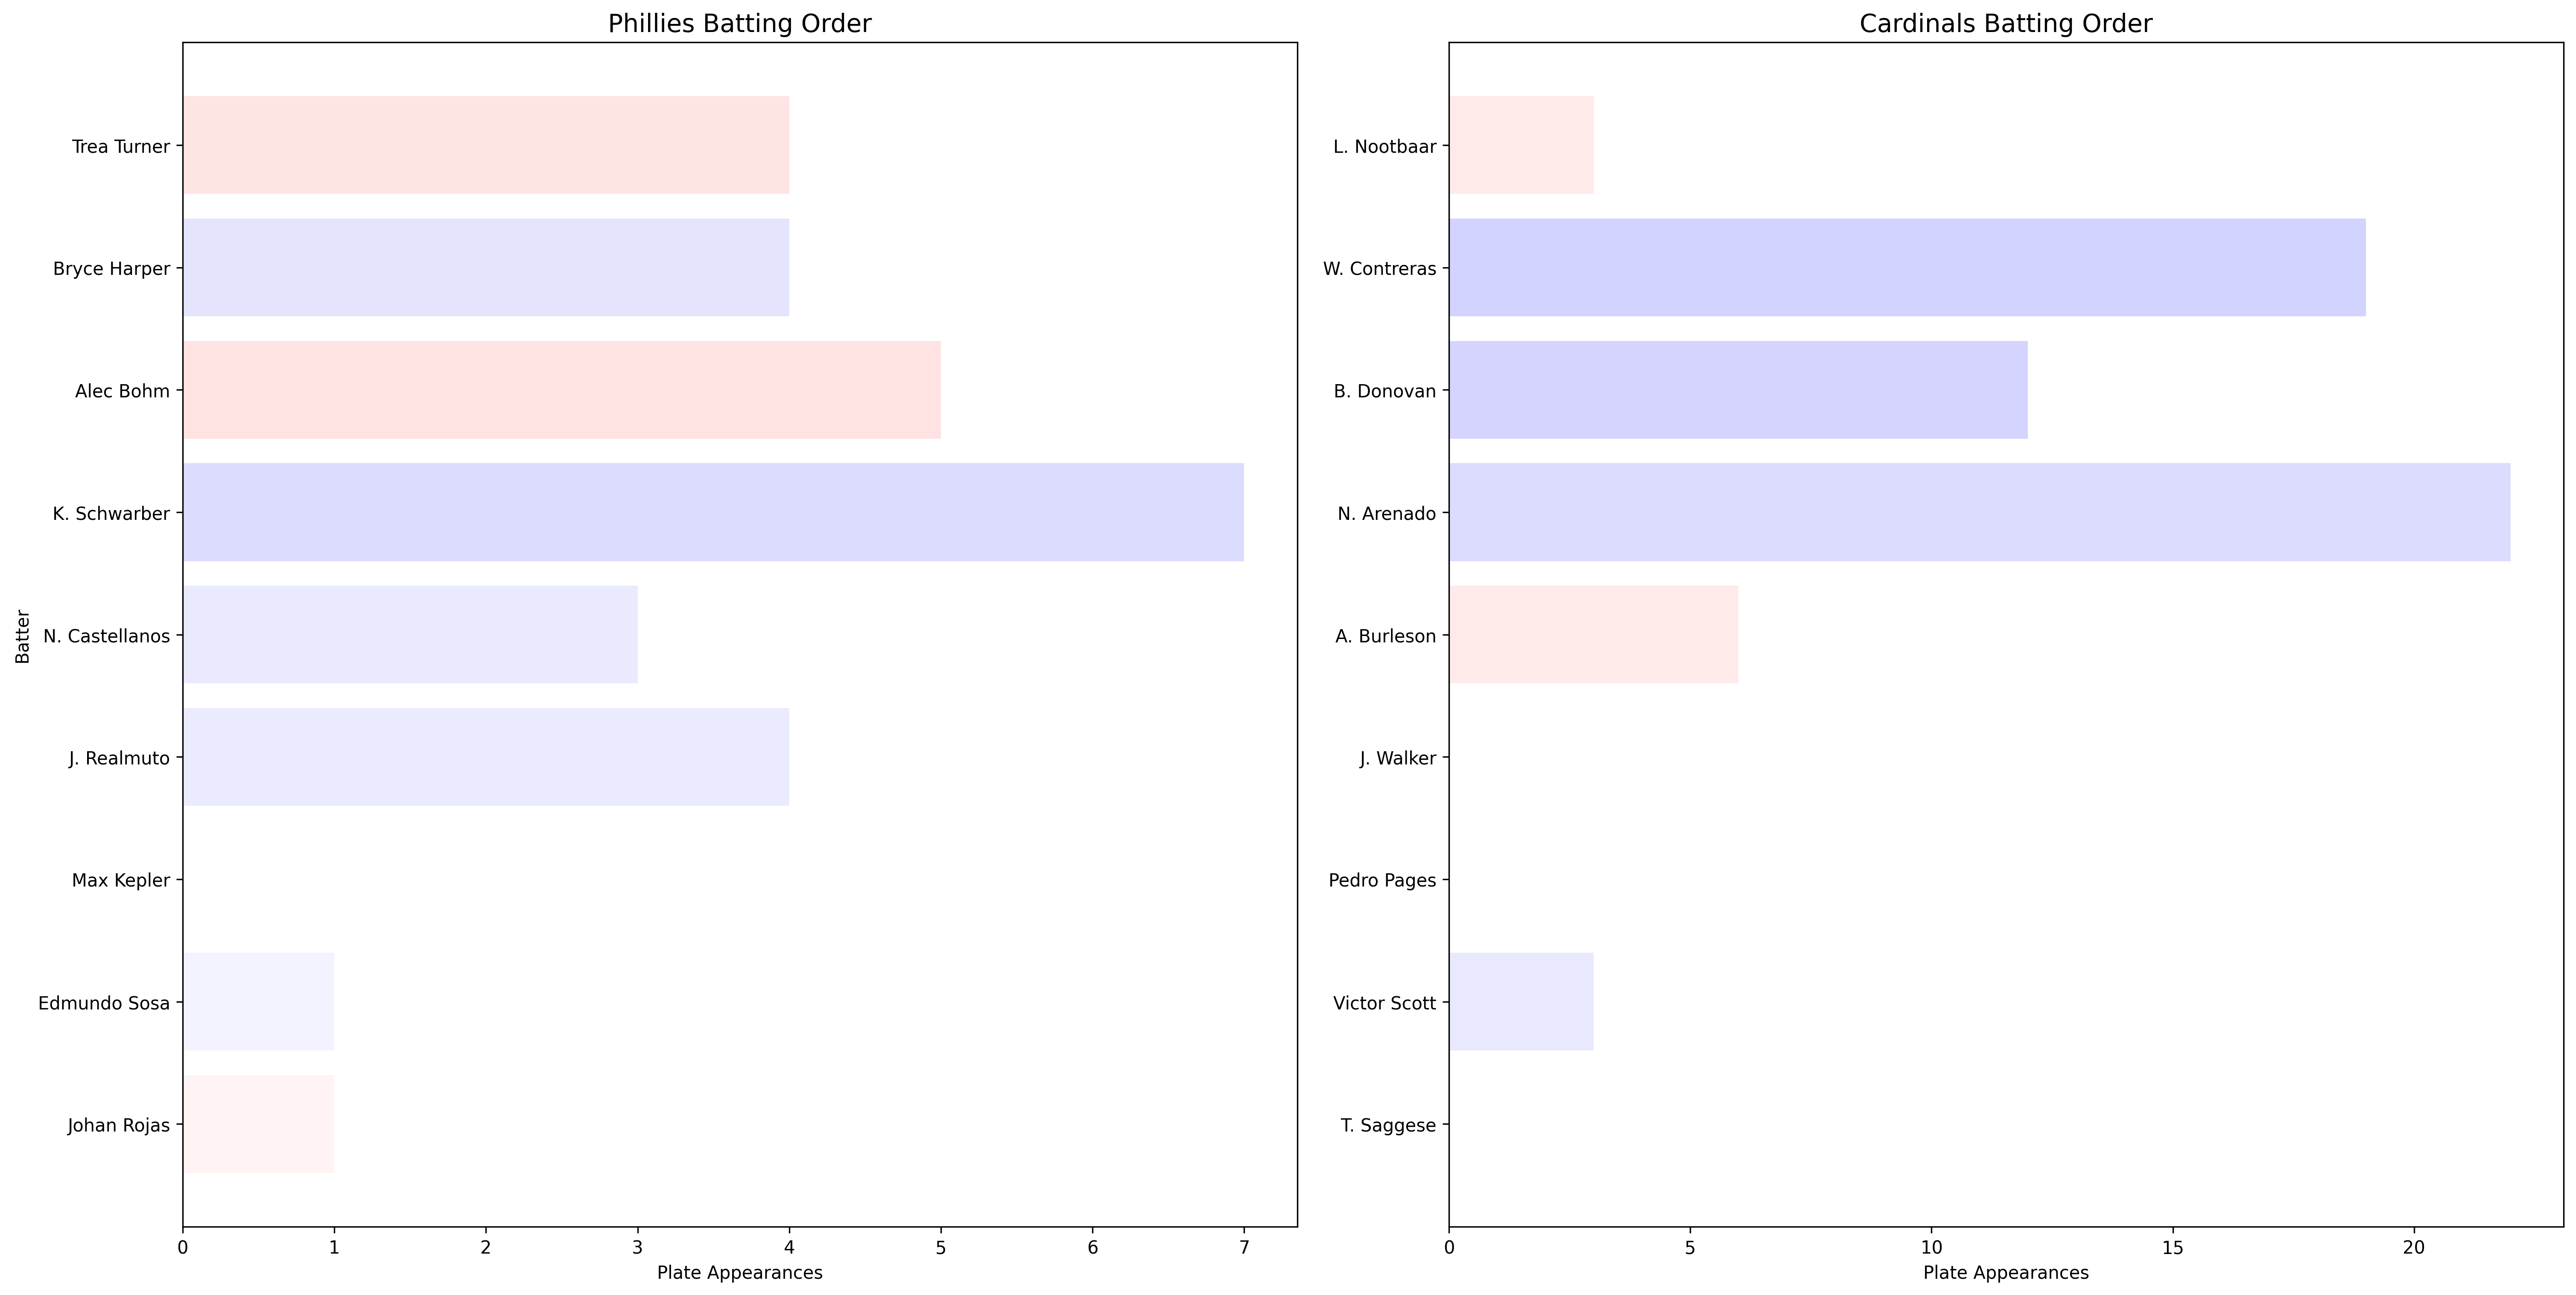 Phillies Batting Order
Batter
Trea Turner
Bryce Harper
Alec Bohm
K. Schwarber
N. Castellanos
J. Realmuto
Max Kepler
Edmundo Sosa
Johan Rojas
0 1 2 3 4 5 6 7
Plate Appearances
Cardinals Batting Order
L. Nootbaar
W. Contreras
B. Donovan
N. Arenado
A. Burleson
J. Walker
Pedro Pages
Victor Scott
T. Saggese
0 5 10 15 20
Plate Appearances